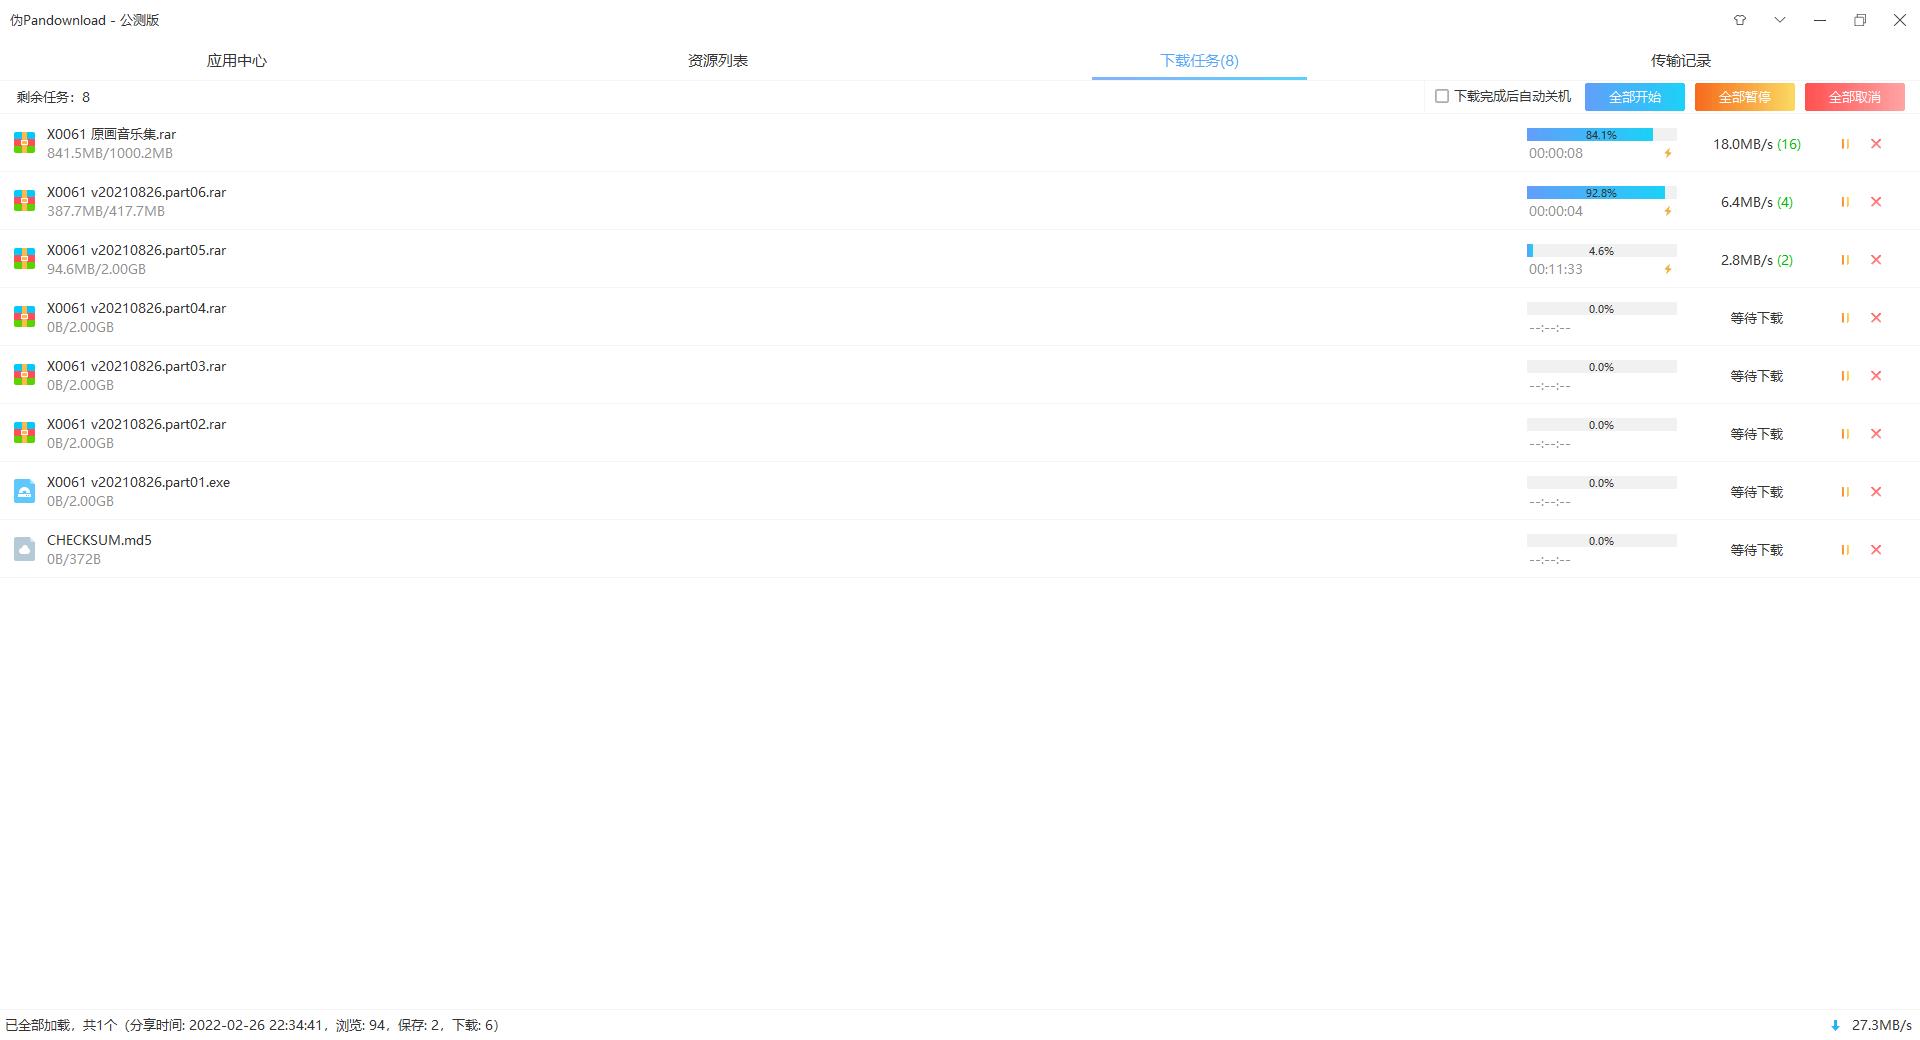 伪Pandownload - 公测版
应用中心
资源列表
下载任务(8)
传输记录
剩余任务：8
下载完成后自动关机
全部开始
全部暂停
全部取消
X0061 原画音乐集.rar
841.5MB/1000.2MB
84.1%
00:00:08
18.0MB/s (16)
X0061 v20210826.part06.rar
387.7MB/417.7MB
92.8%
00:00:04
6.4MB/s (4)
X0061 v20210826.part05.rar
94.6MB/2.00GB
4.6%
00:11:33
2.8MB/s (2)
X0061 v20210826.part04.rar
0B/2.00GB
0.0%
--:--:--
等待下载
X0061 v20210826.part03.rar
0B/2.00GB
0.0%
--:--:--
等待下载
X0061 v20210826.part02.rar
0B/2.00GB
0.0%
--:--:--
等待下载
X0061 v20210826.part01.exe
0B/2.00GB
0.0%
--:--:--
等待下载
CHECKSUM.md5
0B/372B
0.0%
--:--:--
等待下载
已全部加载，共1个（分享时间: 2022-02-26 22:34:41，浏览: 94，保存: 2，下载: 6）
27.3MB/s